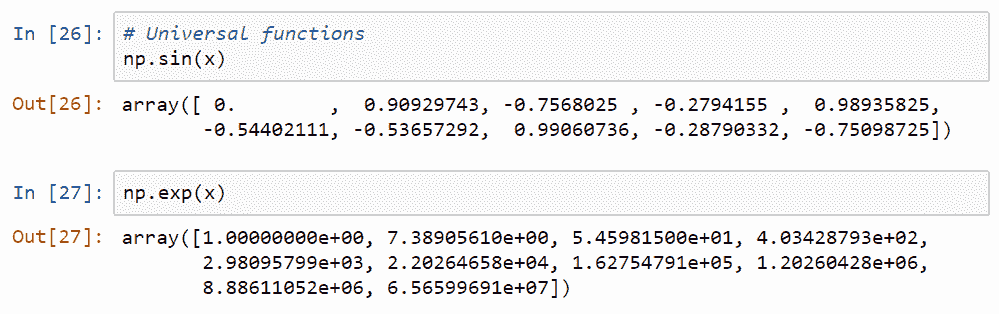 In [26]: # Universal functions
np.sin(x)
Out[26]: array([ 0.        ,  0.90929743, -0.7568025 , -0.2794155 ,  0.98935825,
-0.54402111, -0.53657292,  0.99060736, -0.28790332, -0.75098725])
In [27]: np.exp(x)
Out[27]: array([1.00000000e+00, 7.38905610e+00, 5.45981500e+01, 4.03428793e+02,
2.98095799e+03, 2.20264658e+04, 1.62754791e+05, 1.20260428e+06,
8.88611052e+06, 6.56599691e+07])